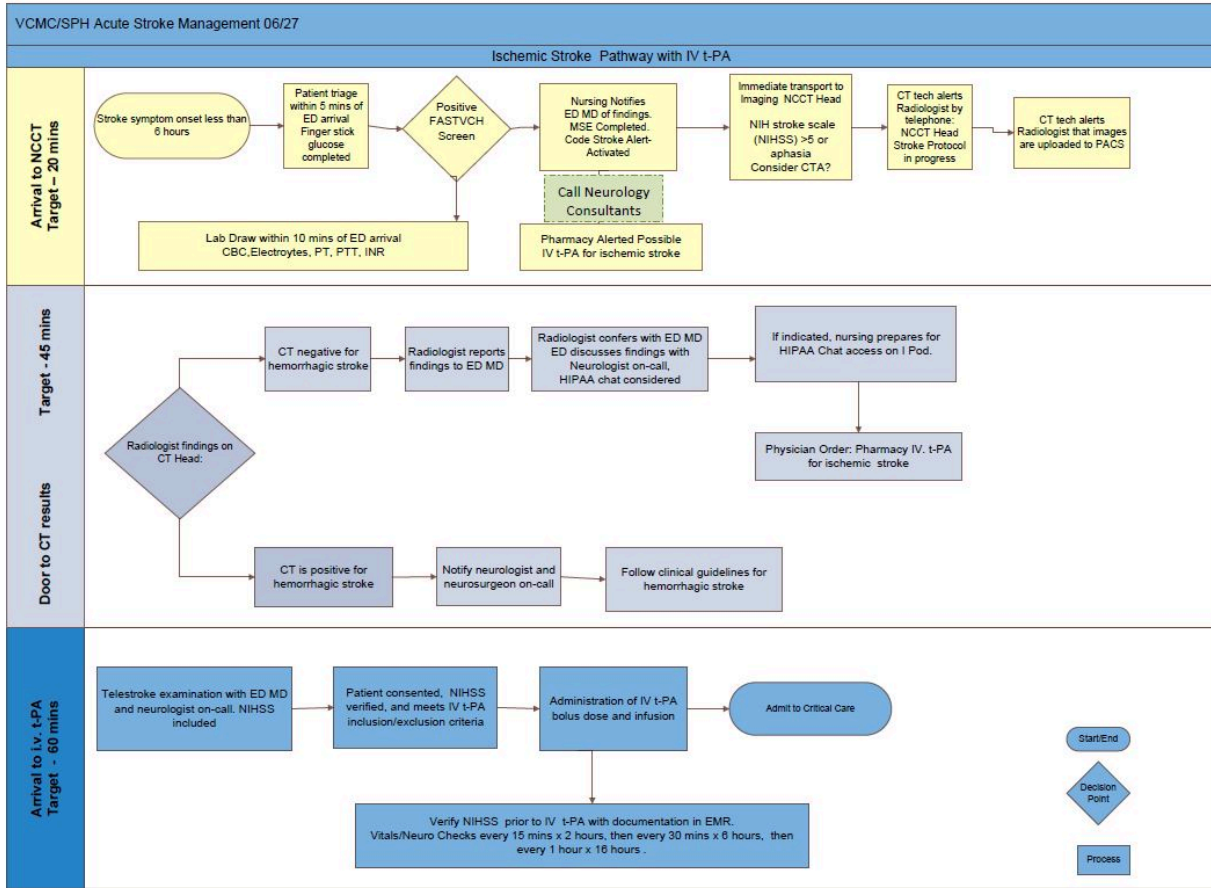 VCMC/SPH Acute Stroke Management 06/27
Ischemic Stroke Pathway with IV t-PA
Arrival to NCCT
Target – 20 mins
Stroke symptom onset less than
6 hours
Patient triage
within 5 mins of
ED arrival
Finger stick
glucose
completed
Positive
FASTVCH
Screen
Nursing Notifies
ED MD of findings.
MSE Completed.
Code Stroke Alert-
Activated
Immediate transport to
Imaging NCCT Head
NIH stroke scale
(NIHSS) >5 or
aphasia
Consider CTA?
CT tech alerts
Radiologist by
telephone:
NCCT Head
Stroke Protocol
in progress
CT tech alerts
Radiologist that images
are uploaded to PACS
Call Neurology
Consultants
Lab Draw within 10 mins of ED arrival
CBC,Electroytes, PT, PTT, INR
Pharmacy Alerted Possible
IV t-PA for ischemic stroke
Door to CT results Target - 45 mins
Radiologist findings on
CT Head:
CT negative for
hemorrhagic stroke
Radiologist reports
findings to ED MD
Radiologist confers with ED MD
ED discusses findings with
Neurologist on-call,
HIPAA chat considered
If indicated, nursing prepares for
HIPAA Chat access on I Pod.
Physician Order: Pharmacy IV. t-PA
for ischemic stroke
CT is positive for
hemorrhagic stroke
Notify neurologist and
neurosurgeon on-call
Follow clinical guidelines for
hemorrhagic stroke
Arrival to i.v. t-PA
Target - 60 mins
Telestroke examination with ED MD
and neurologist on-call. NIHSS
included
Patient consented, NIHSS
verified, and meets IV t-PA
inclusion/exclusion criteria
Administration of IV t-PA
bolus dose and infusion
Admit to Critical Care
Verify NIHSS prior to IV t-PA with documentation in EMR.
Vitals/Neuro Checks every 15 mins x 2 hours, then every 30 mins x 6 hours, then
every 1 hour x 16 hours .
Start/End
Decision
Point
Process